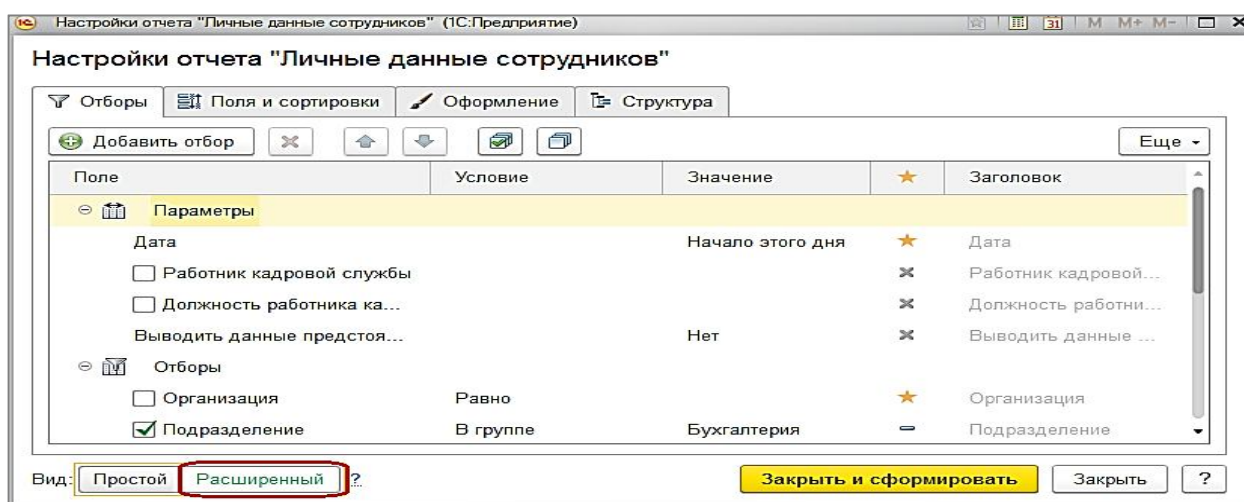 Настройки отчета "Личные данные сотрудников" (1С:Предприятие) 31 M M+ M-
Настройки отчета "Личные данные сотрудников"
Отборы Поля и сортировки Оформление Структура
Добавить отбор Еще
Поле Условие Значение Заголовок
Параметры
Дата Начало этого дня Дата
Работник кадровой службы Работник кадровой...
Должность работника ка... Должность работни...
Выводить данные предстоя... Нет Выводить данные ...
Отборы
Организация Равно Организация
Подразделение В группе Бухгалтерия Подразделение
Вид: Простой Расширенный ? Закрыть и сформировать Закрыть ?